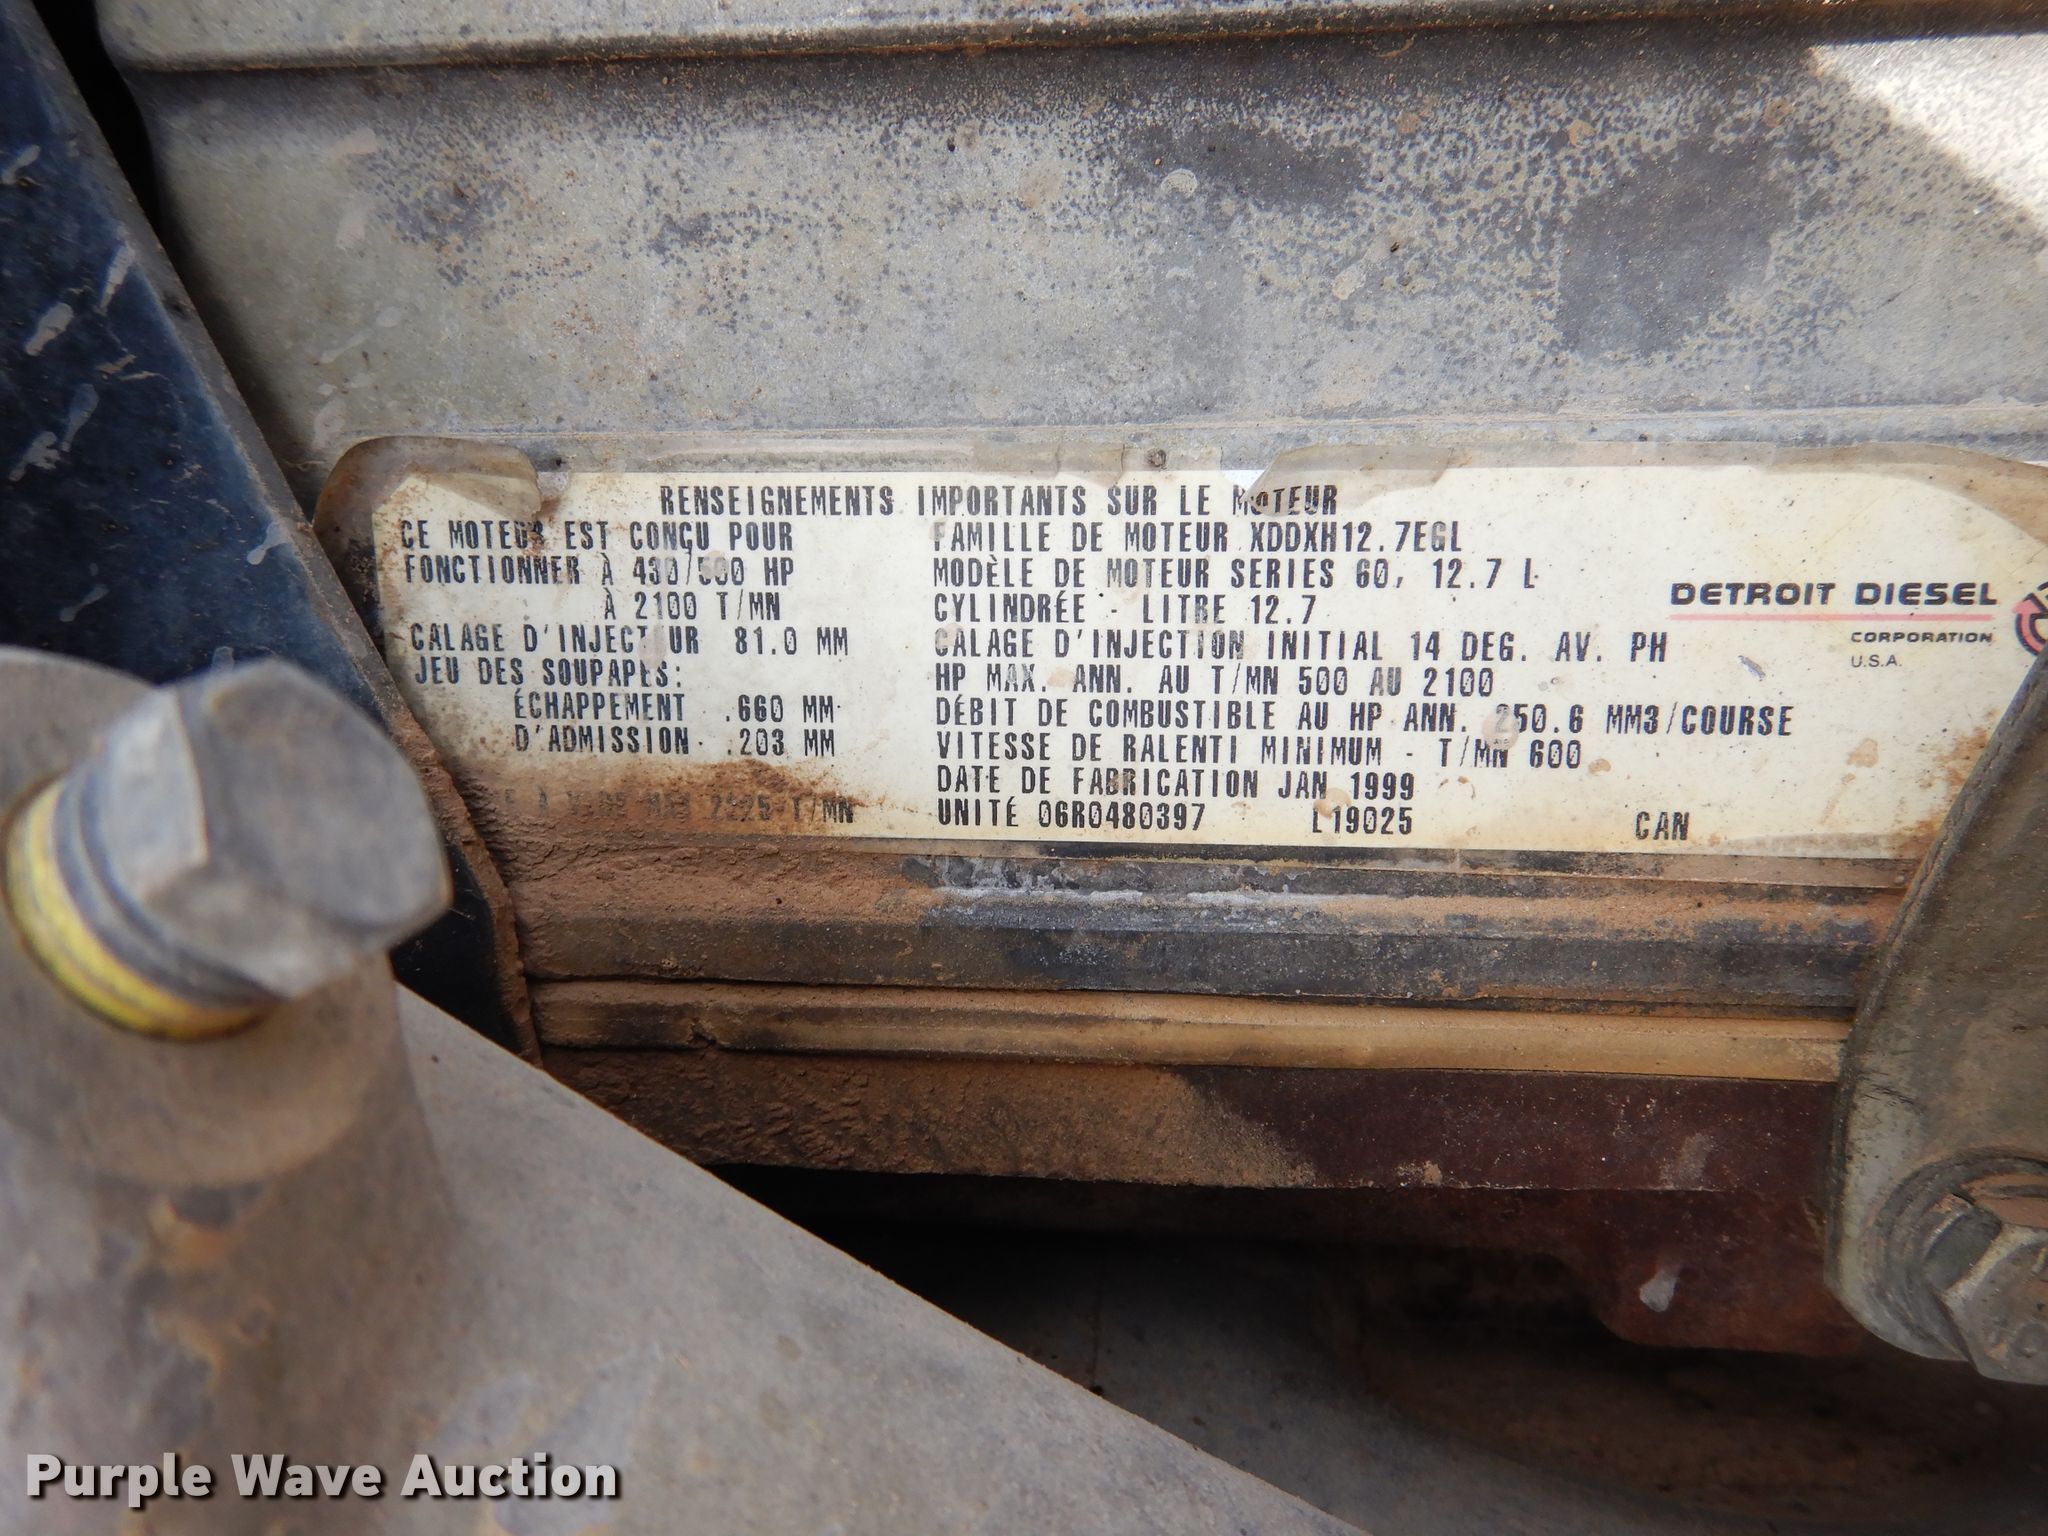 RENSEIGNEMENTS IMPORTANTS SUR LE MOTEUR
CE MOTEUR EST CONÇU POUR
FONCTIONNER À 430/500 HP
À 2100 T/MN
CALAGE D'INJECTEUR 81.0 MM
JEU DES SOUPAPES:
ÉCHAPPEMENT .660 MM
D'ADMISSION .203 MM
T/MN
FAMILLE DE MOTEUR XDDXH12.7EGL
MODÈLE DE MOTEUR SERIES 60, 12.7 L
CYLINDRÉE - LITRE 12.7
CALAGE D'INJECTION INITIAL 14 DEG. AV. PH
HP MAX. ANN. AU T/MN 500 AU 2100
DÉBIT DE COMBUSTIBLE AU HP ANN. 250.6 MM3/COURSE
VITESSE DE RALENTI MINIMUM - T/MN 600
DATE DE FABRICATION JAN 1999
UNITÉ 06R0480397 L19025 CAN
DETROIT DIESEL
CORPORATION
U.S.A.
Purple Wave Auction